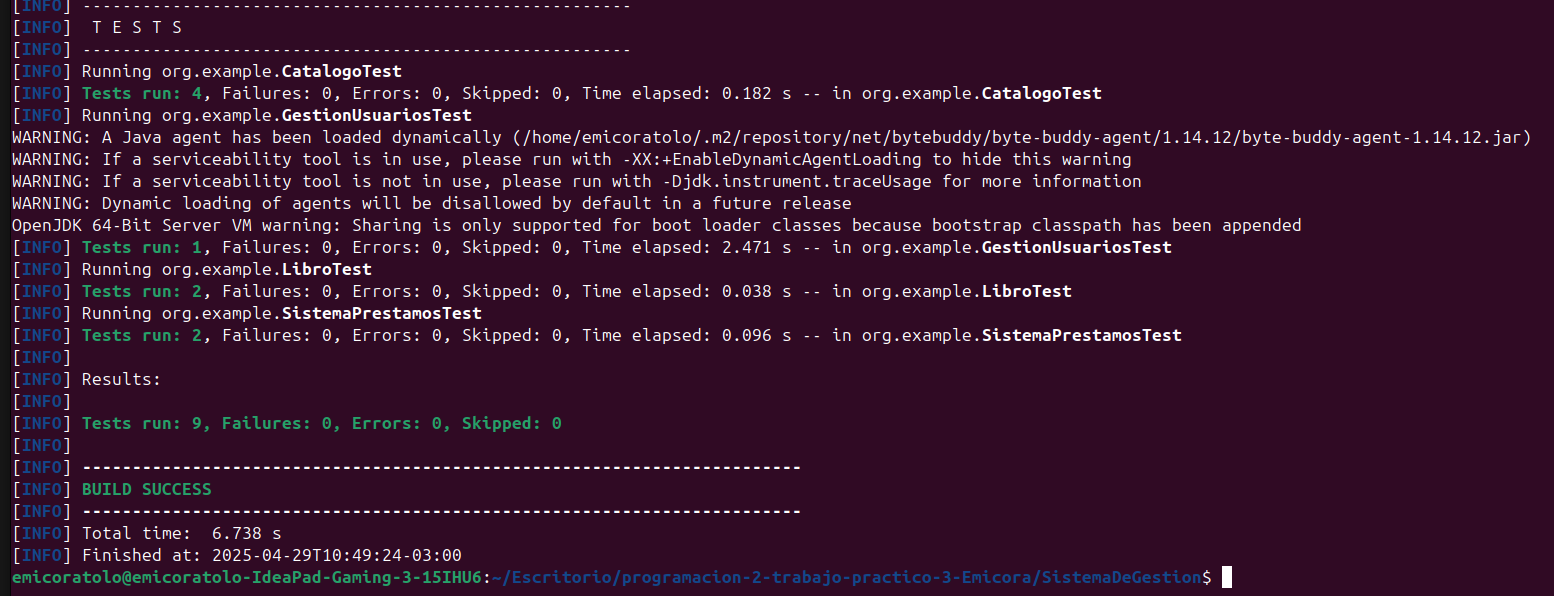 [INFO] -------------------------------------------------------
[INFO]  T E S T S
[INFO] -------------------------------------------------------
[INFO] Running org.example.CatalogoTest
[INFO] Tests run: 4, Failures: 0, Errors: 0, Skipped: 0, Time elapsed: 0.182 s -- in org.example.CatalogoTest
[INFO] Running org.example.GestionUsuariosTest
WARNING: A Java agent has been loaded dynamically (/home/emicoratolo/.m2/repository/net/bytebuddy/byte-buddy-agent/1.14.12/byte-buddy-agent-1.14.12.jar)
WARNING: If a serviceability tool is in use, please run with -XX:+EnableDynamicAgentLoading to hide this warning
WARNING: If a serviceability tool is not in use, please run with -Djdk.instrument.traceUsage for more information
WARNING: Dynamic loading of agents will be disallowed by default in a future release
OpenJDK 64-Bit Server VM warning: Sharing is only supported for boot loader classes because bootstrap classpath has been appended
[INFO] Tests run: 1, Failures: 0, Errors: 0, Skipped: 0, Time elapsed: 2.471 s -- in org.example.GestionUsuariosTest
[INFO] Running org.example.LibroTest
[INFO] Tests run: 2, Failures: 0, Errors: 0, Skipped: 0, Time elapsed: 0.038 s -- in org.example.LibroTest
[INFO] Running org.example.SistemaPrestamosTest
[INFO] Tests run: 2, Failures: 0, Errors: 0, Skipped: 0, Time elapsed: 0.096 s -- in org.example.SistemaPrestamosTest
[INFO]
[INFO] Results:
[INFO]
[INFO] Tests run: 9, Failures: 0, Errors: 0, Skipped: 0
[INFO]
[INFO] ------------------------------------------------------------------------
[INFO] BUILD SUCCESS
[INFO] ------------------------------------------------------------------------
[INFO] Total time:  6.738 s
[INFO] Finished at: 2025-04-29T10:49:24-03:00
emicoratolo@emicoratolo-IdeaPad-Gaming-3-15IHU6:~/Escritorio/programacion-2-trabajo-practico-3-Emicora/SistemaDeGestion$